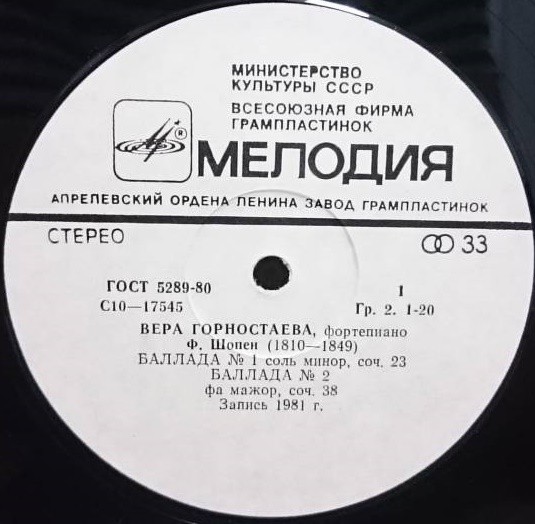 МИНИСТЕРСТВО
КУЛЬТУРЫ СССР
ВСЕСОЮЗНАЯ ФИРМА
ГРАМПЛАСТИНОК
®
МЕЛОДИЯ
АПРЕЛЕВСКИЙ ОРДЕНА ЛЕНИНА ЗАВОД ГРАМПЛАСТИНОК
СТЕРЕО 33
ГОСТ 5289-80 1
С10—17545 Гр. 2. 1-20
ВЕРА ГОРНОСТАЕВА, фортепиано
Ф. Шопен (1810—1849)
БАЛЛАДА № 1 соль минор, соч. 23
БАЛЛАДА № 2
фа мажор, соч. 38
Запись 1981 г.